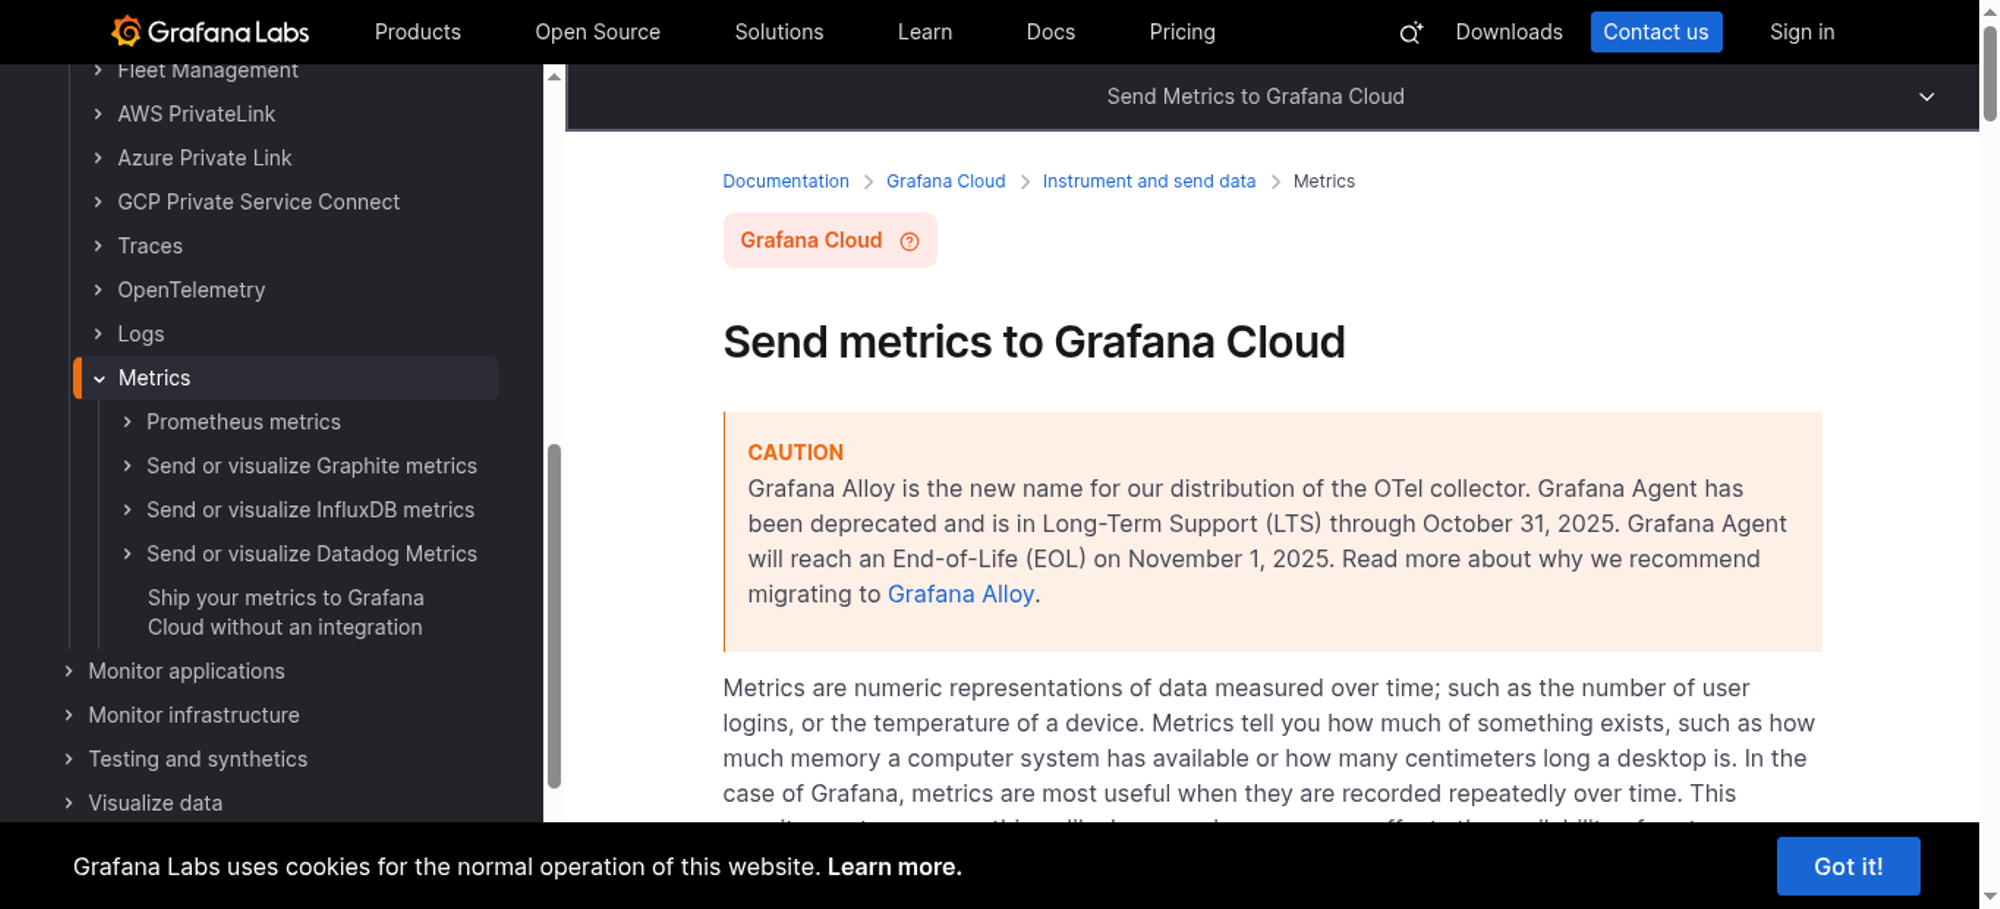 Grafana Labs
Products
Open Source
Solutions
Learn
Docs
Pricing
Downloads
Contact us
Sign in
Fleet Management
AWS PrivateLink
Azure Private Link
GCP Private Service Connect
Traces
OpenTelemetry
Logs
Metrics
Prometheus metrics
Send or visualize Graphite metrics
Send or visualize InfluxDB metrics
Send or visualize Datadog Metrics
Ship your metrics to Grafana
Cloud without an integration
Monitor applications
Monitor infrastructure
Testing and synthetics
Visualize data
Send Metrics to Grafana Cloud
Documentation > Grafana Cloud > Instrument and send data > Metrics
Grafana Cloud
Send metrics to Grafana Cloud
CAUTION
Grafana Alloy is the new name for our distribution of the OTel collector. Grafana Agent has
been deprecated and is in Long-Term Support (LTS) through October 31, 2025. Grafana Agent
will reach an End-of-Life (EOL) on November 1, 2025. Read more about why we recommend
migrating to Grafana Alloy.
Metrics are numeric representations of data measured over time; such as the number of user
logins, or the temperature of a device. Metrics tell you how much of something exists, such as how
much memory a computer system has available or how many centimeters long a desktop is. In the
case of Grafana, metrics are most useful when they are recorded repeatedly over time. This
Grafana Labs uses cookies for the normal operation of this website. Learn more.
Got it!